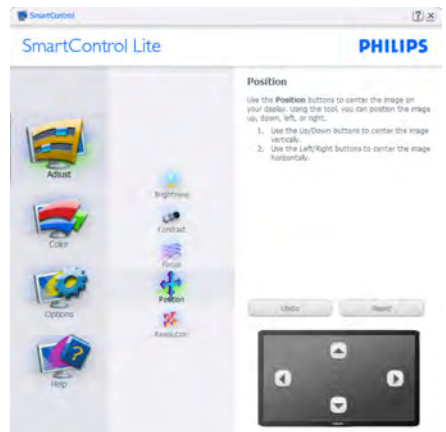 SmartControl
SmartControl Lite
PHILIPS
Adjust
Color
Options
Help
Brightness
Contrast
Focus
Position
Resolution
Position
Use the Position buttons to center the image on
your display. Using the tool, you can position the image
up, down, left, or right.
1. Use the Up/Down buttons to center the image
vertically.
2. Use the Left/Right buttons to center the image
horizontally.
Undo
Reset